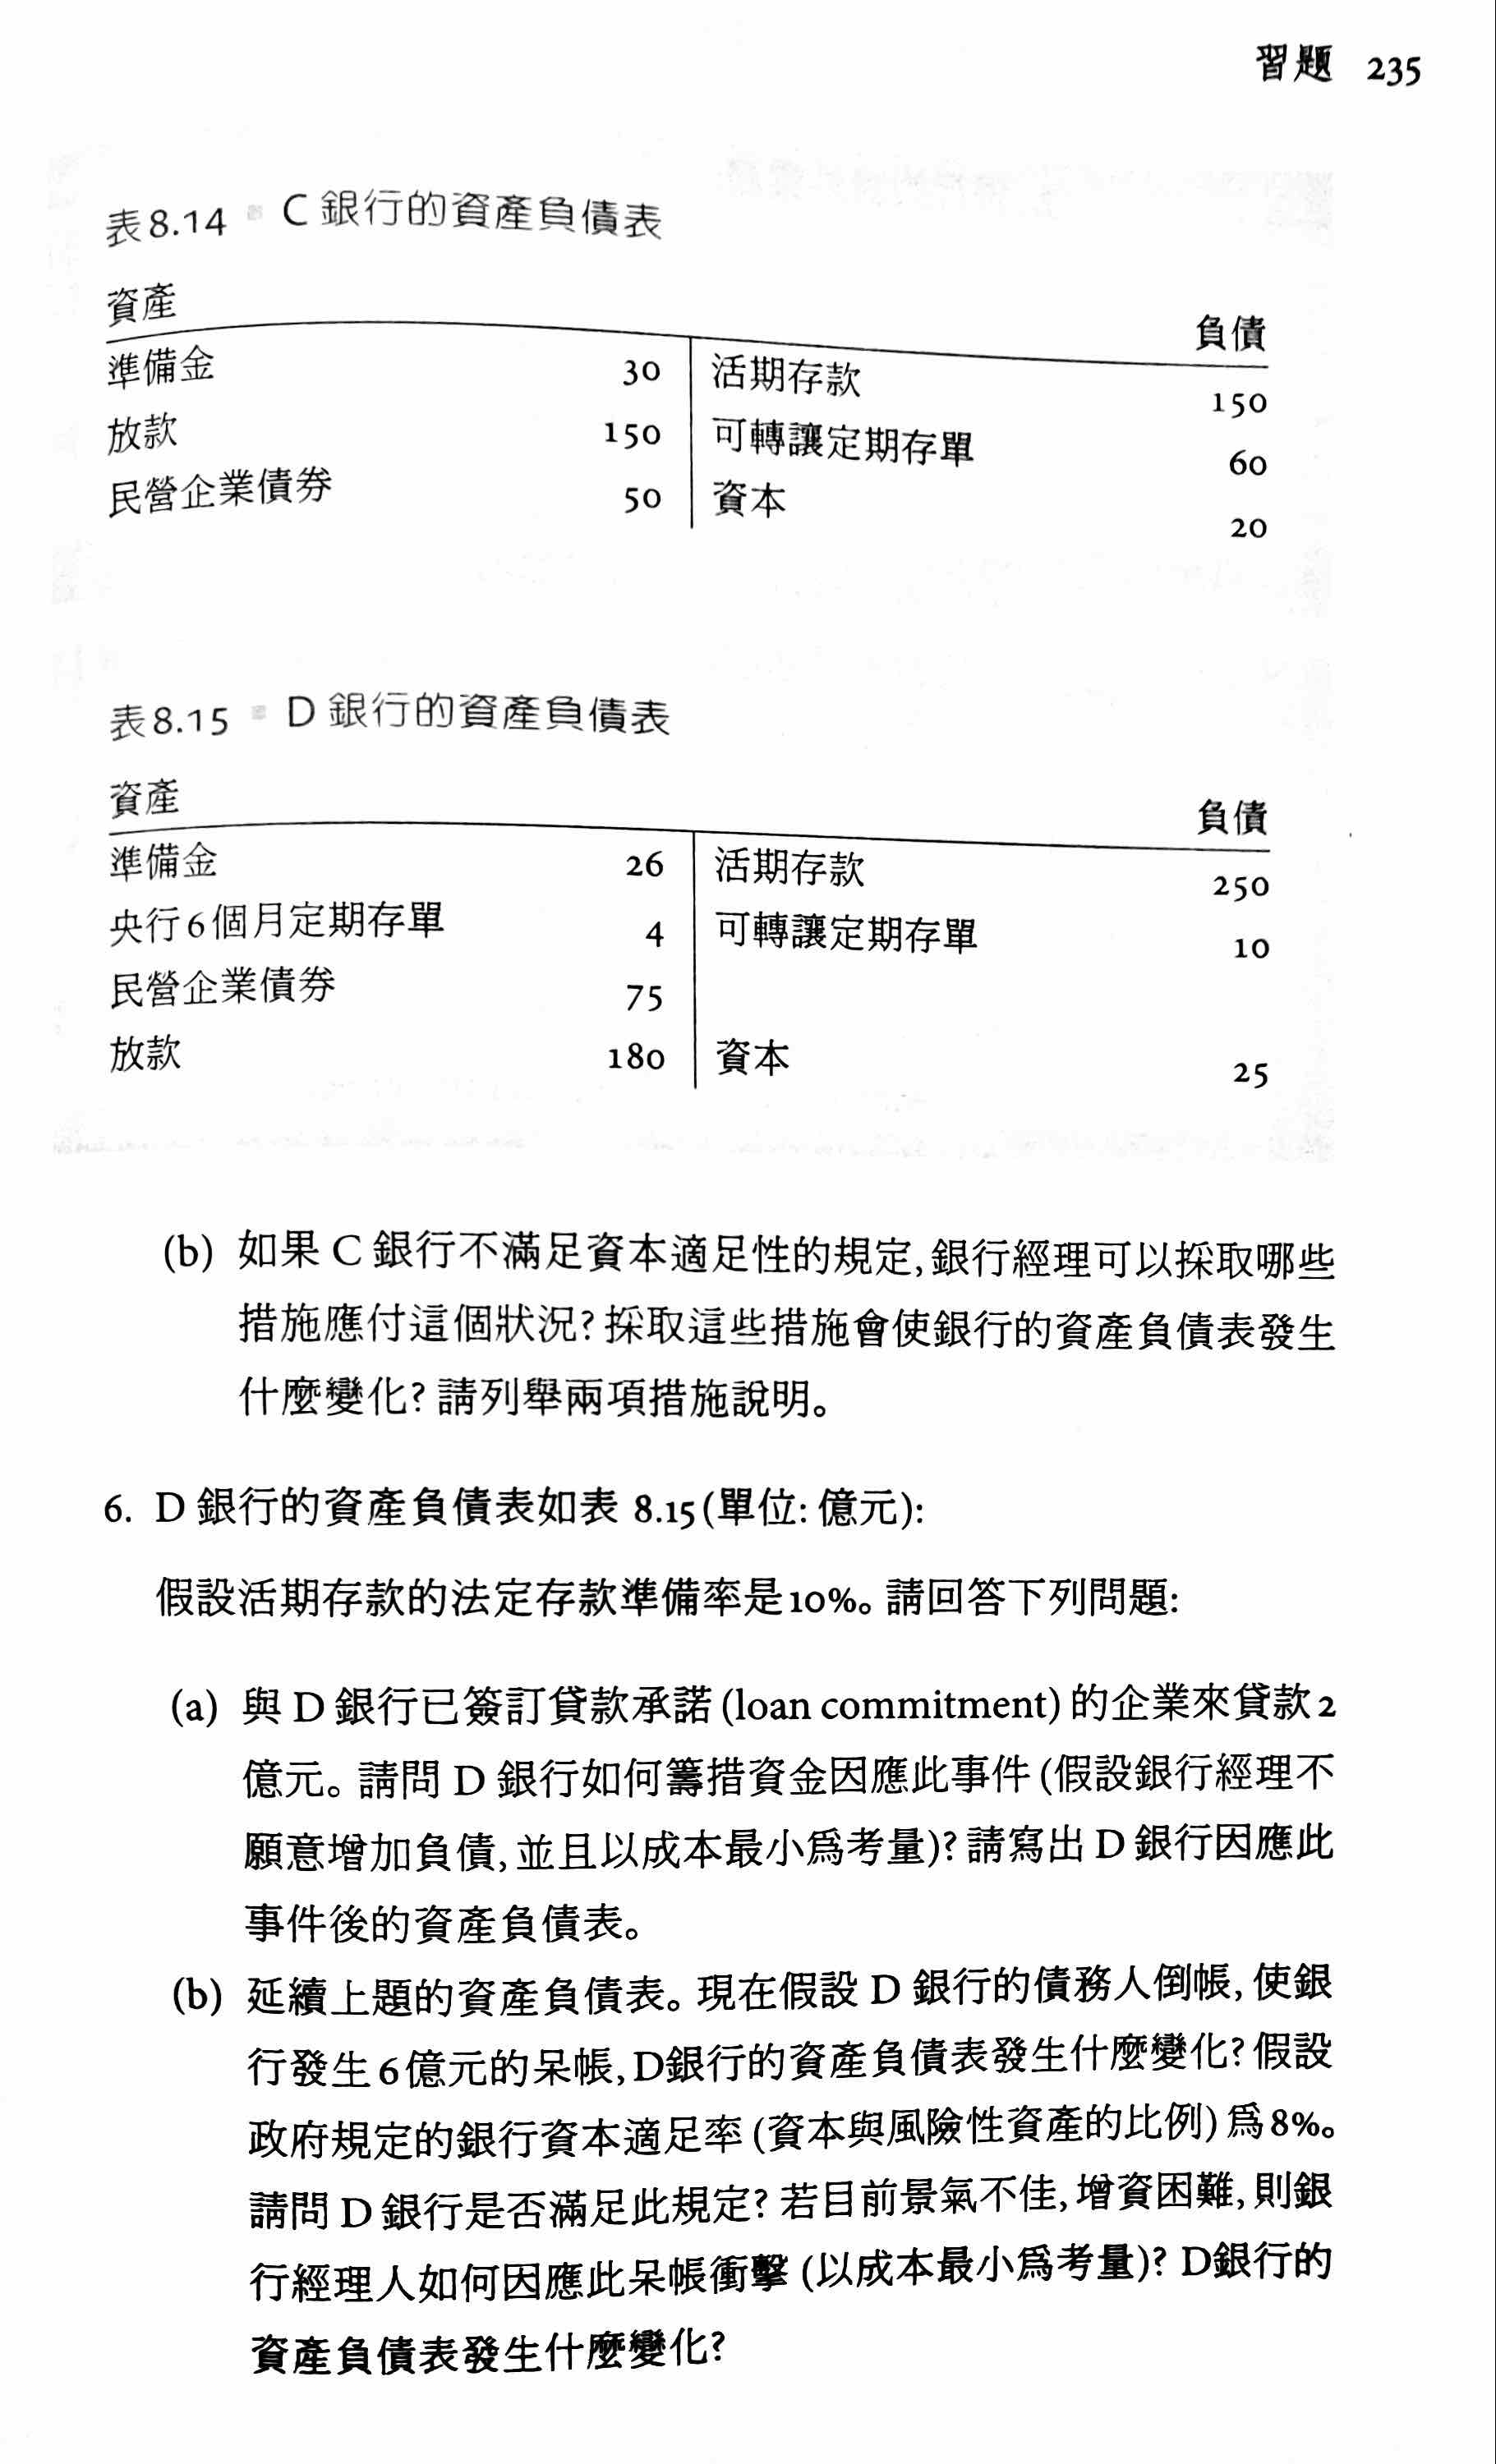 習題 235
表8.14 C 銀行的資產負債表
資產 負債
準備金 30 活期存款 150
放款 150 可轉讓定期存單 60
民營企業債券 50 資本 20
表8.15 D 銀行的資產負債表
資產 負債
準備金 26 活期存款 250
央行6個月定期存單 4 可轉讓定期存單 10
民營企業債券 75
放款 180 資本 25
(b) 如果 C 銀行不滿足資本適足性的規定, 銀行經理可以採取哪些
措施應付這個狀況? 採取這些措施會使銀行的資產負債表發生
什麼變化? 請列舉兩項措施說明。
6. D 銀行的資產負債表如表 8.15 (單位: 億元):
假設活期存款的法定存款準備率是10%。請回答下列問題:
(a) 與 D 銀行已簽訂貸款承諾 (loan commitment) 的企業來貸款 2
億元。請問 D 銀行如何籌措資金因應此事件 (假設銀行經理不
願意增加負債, 並且以成本最小爲考量)? 請寫出 D 銀行因應此
事件後的資產負債表。
(b) 延續上題的資產負債表。現在假設 D 銀行的債務人倒帳, 使銀
行發生 6 億元的呆帳, D銀行的資產負債表發生什麼變化? 假設
政府規定的銀行資本適足率 (資本與風險性資產的比例) 爲 8%。
請問 D 銀行是否滿足此規定? 若目前景氣不佳, 增資困難, 則銀
行經理人如何因應此呆帳衝擊 (以成本最小爲考量)? D銀行的
資產負債表發生什麼變化?